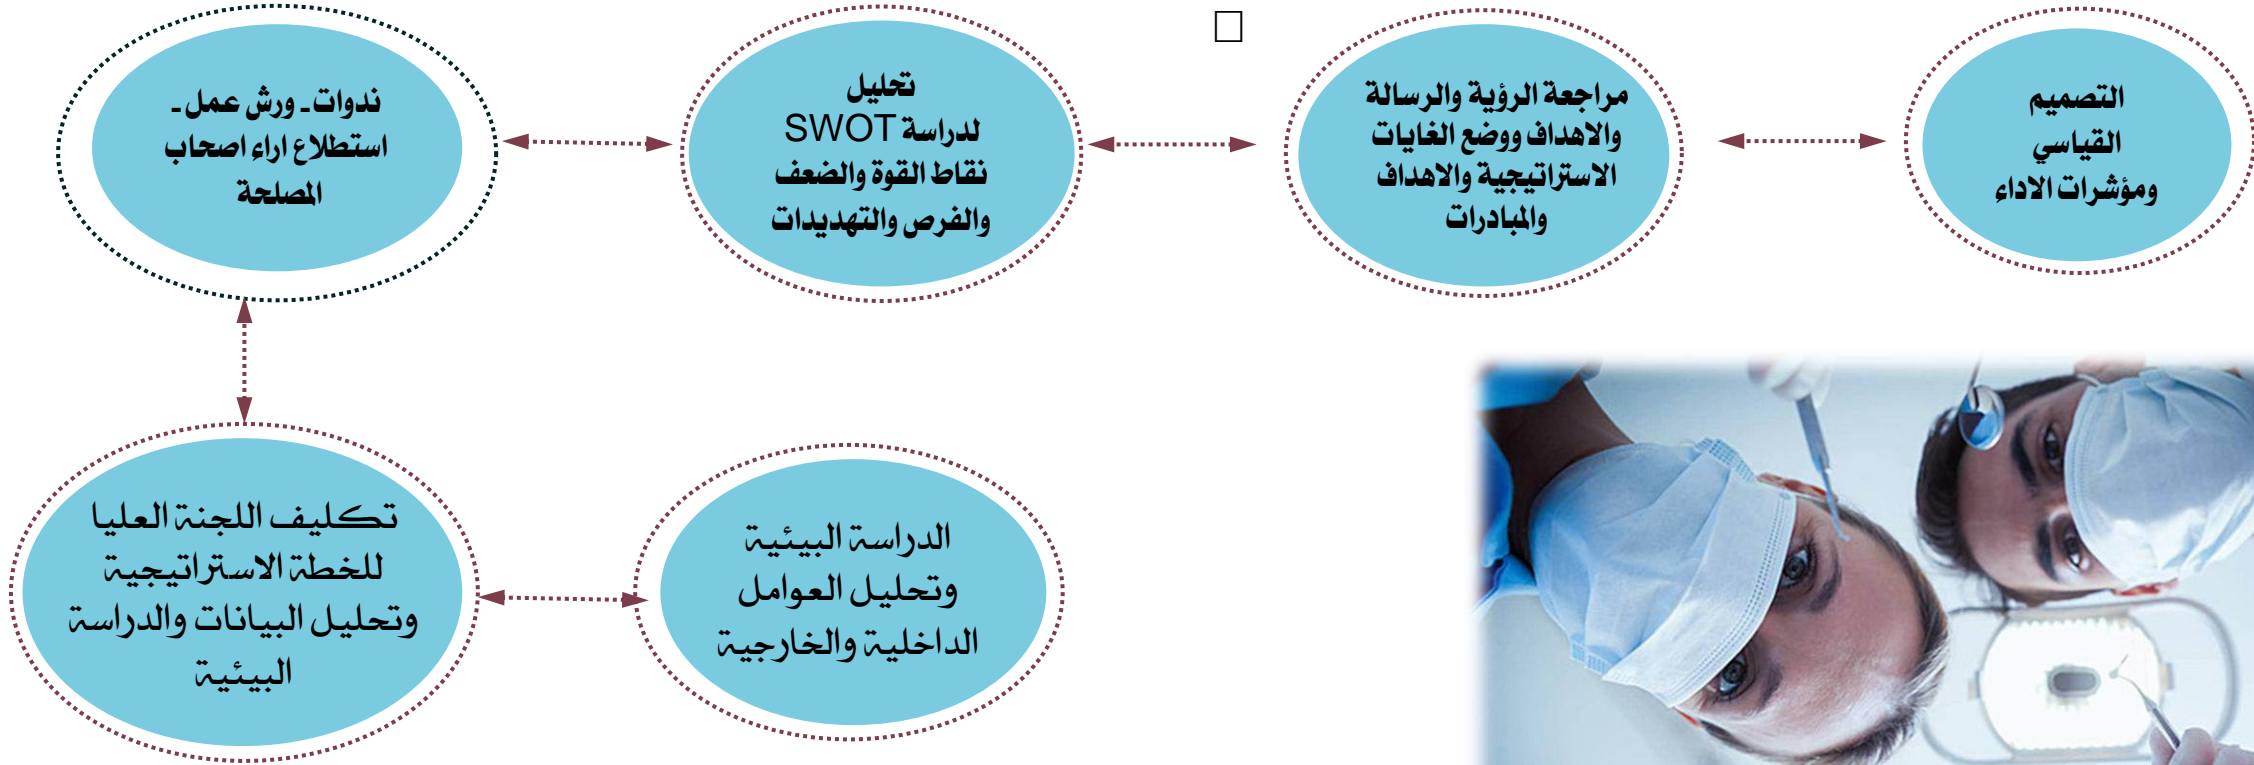 التصميم
القياسي
ومؤشرات الاداء
مراجعة الرؤية والرسالة
والاهداف ووضع الغايات
الاستراتيجية والاهداف
والمبادرات
تحليل
لدراسة SWOT
نقاط القوة والضعف
والفرص والتهديدات
ندوات - ورش عمل -
استطلاع اراء اصحاب
المصلحة
تكليف اللجنة العليا
للخطة الاستراتيجية
وتحليل البيانات والدراسة
البيئية
الدراسة البيئية
وتحليل العوامل
الداخلية والخارجية